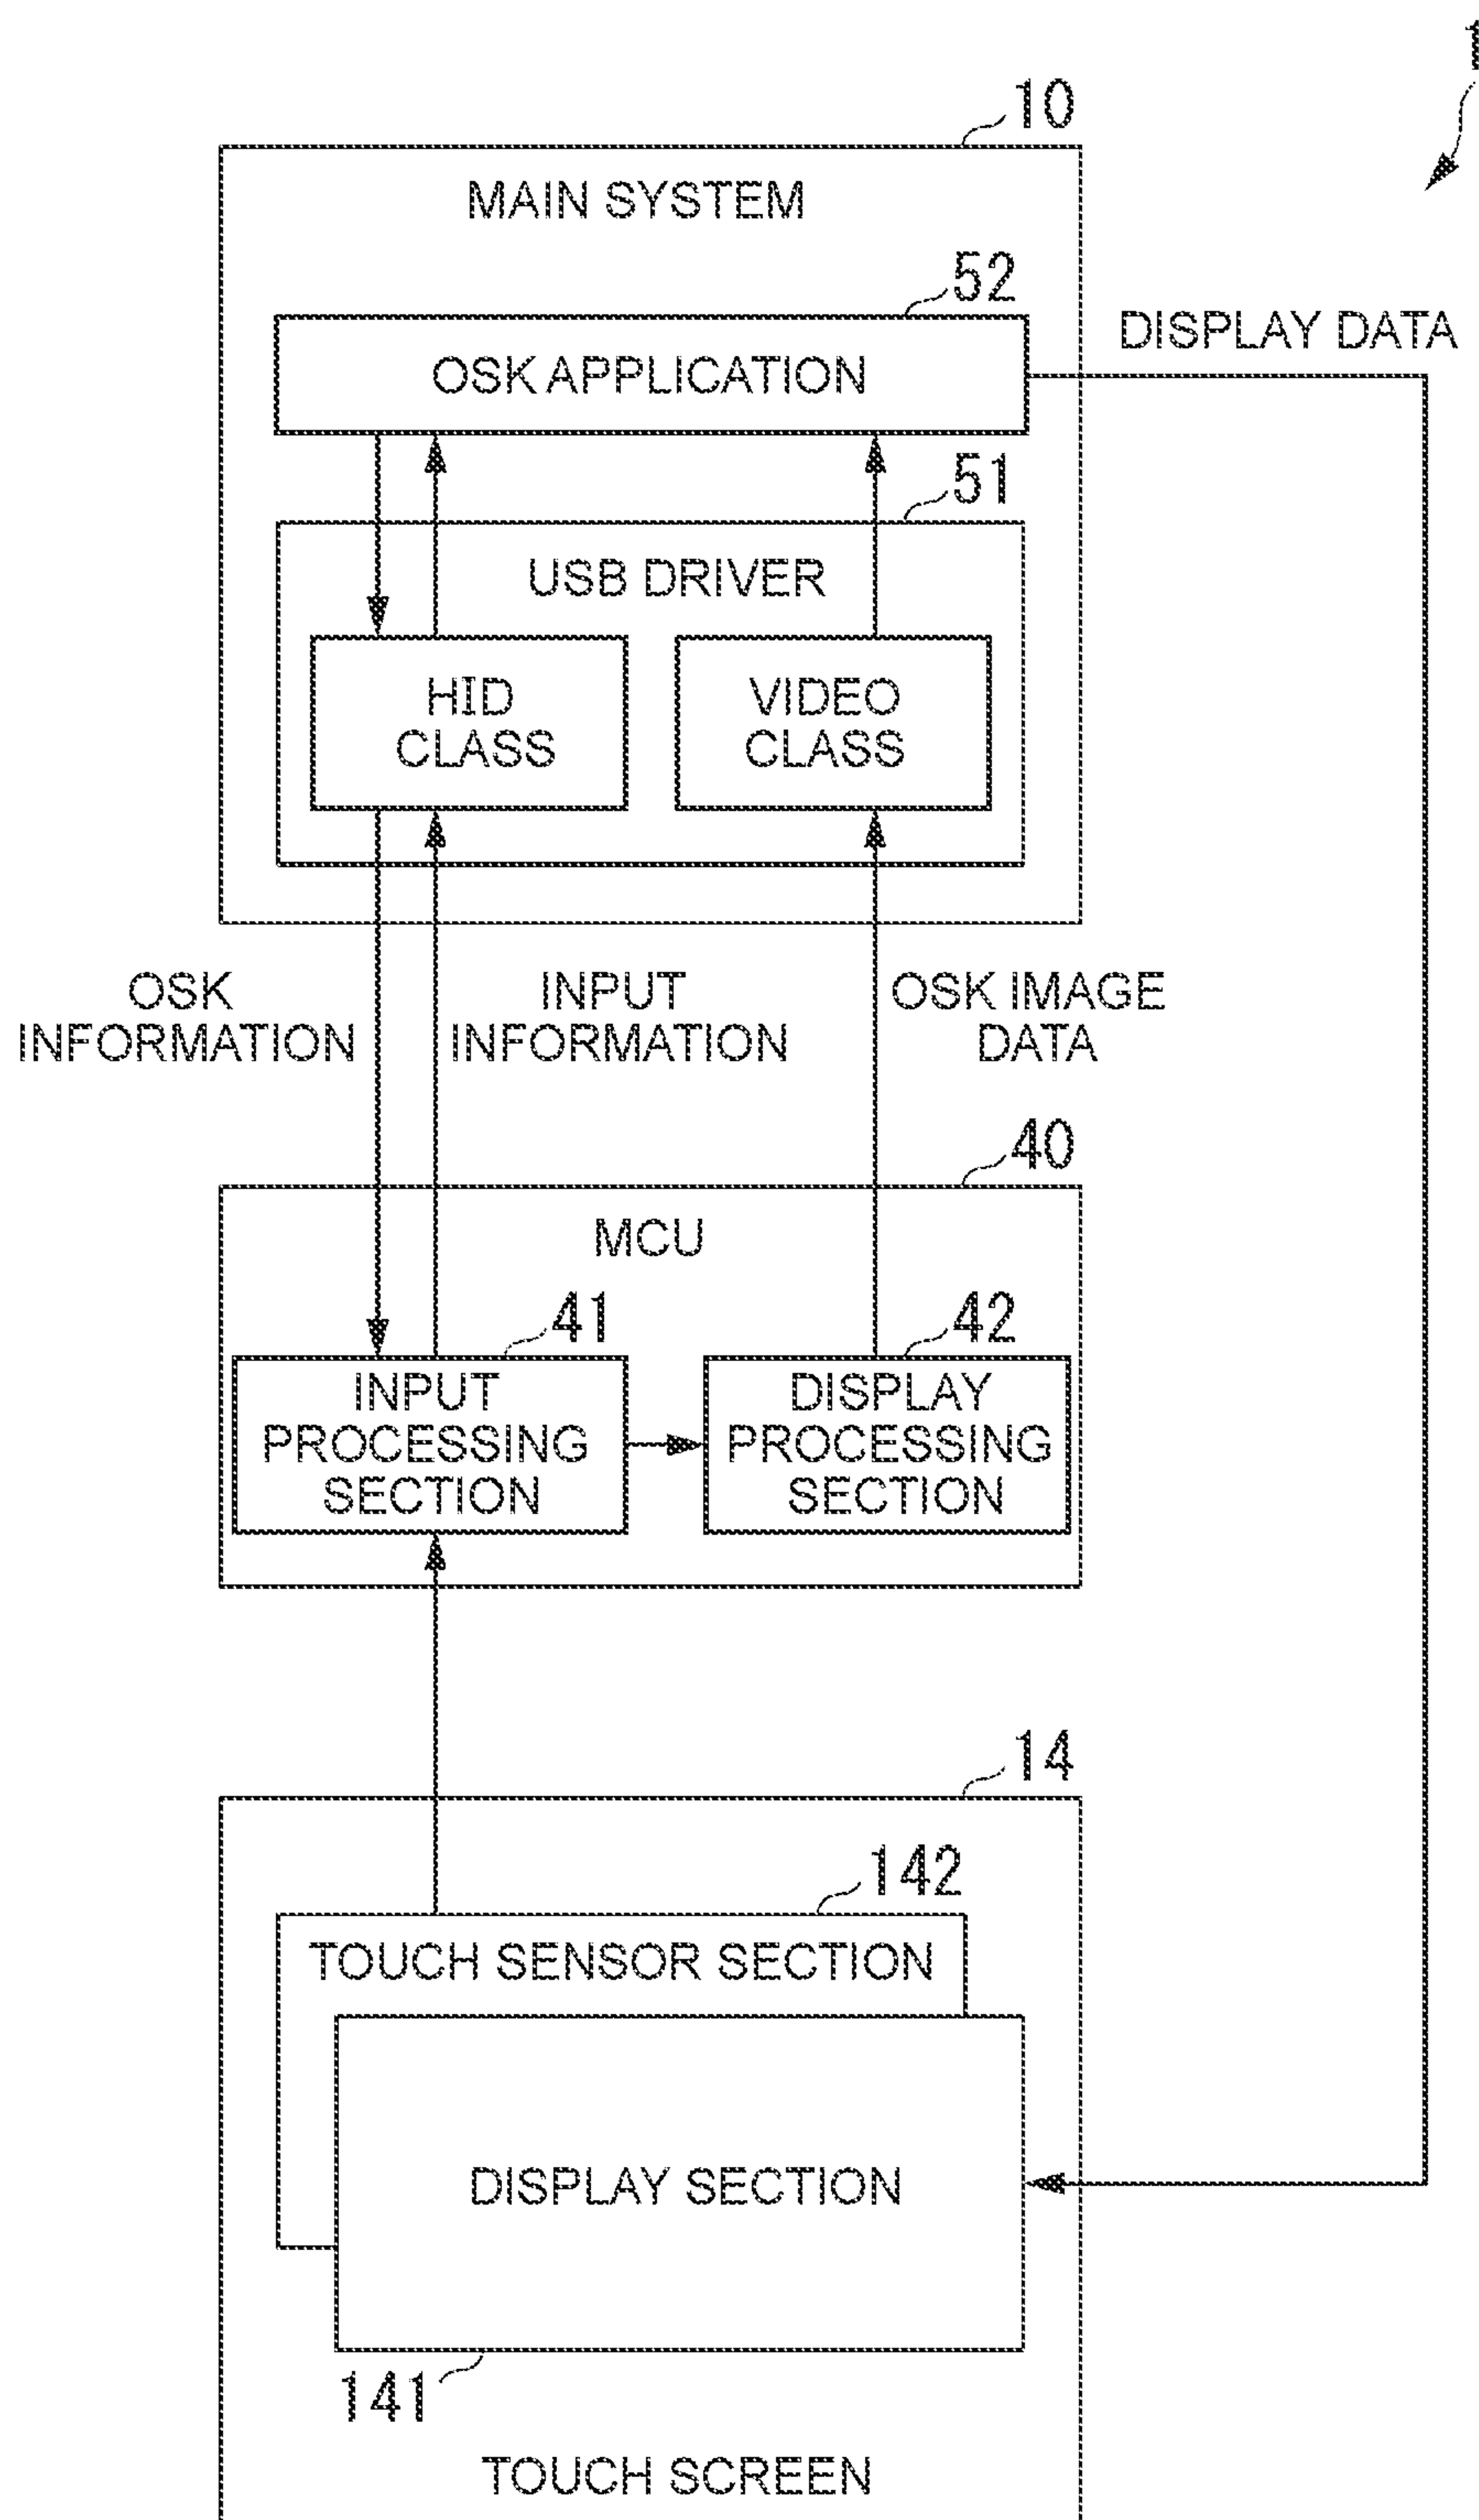 1
10
MAIN SYSTEM
52
DISPLAY DATA
OSK APPLICATION
51
USB DRIVER
HID
CLASS
VIDEO
CLASS
OSK
INFORMATION
INPUT
INFORMATION
OSK IMAGE
DATA
40
MCU
41
42
INPUT
PROCESSING
SECTION
DISPLAY
PROCESSING
SECTION
14
142
TOUCH SENSOR SECTION
DISPLAY SECTION
141
TOUCH SCREEN